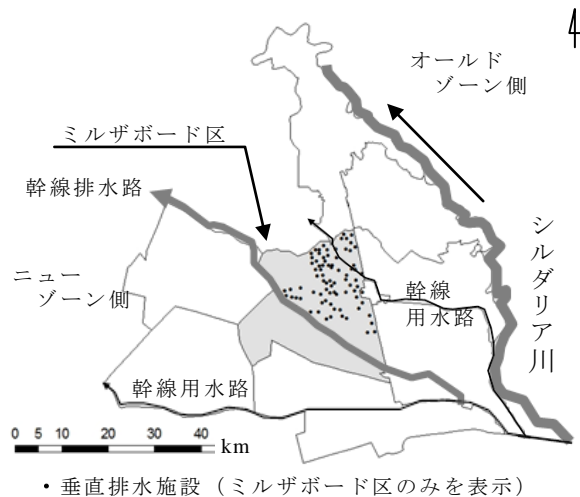 オールド
ゾーン側
ミルザボード区
幹線排水路
シルダリア川
ニュー
ゾーン側
幹線
用水路
幹線用水路
0 5 10 20 30 40 km
・垂直排水施設（ミルザボード区のみを表示）